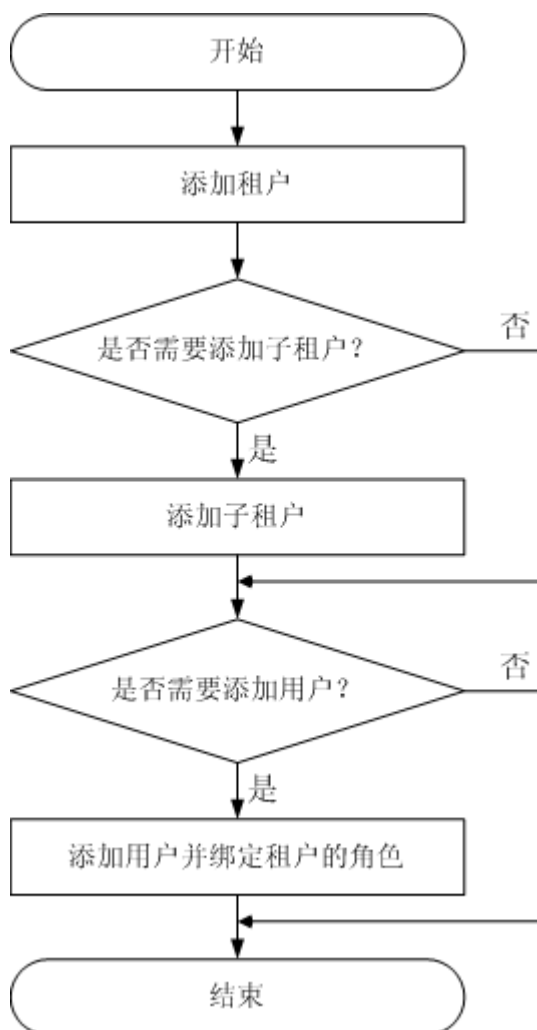 开始
添加租户
是否需要添加子租户?
否
是
添加子租户
是否需要添加用户?
否
是
添加用户并绑定租户的角色
结束